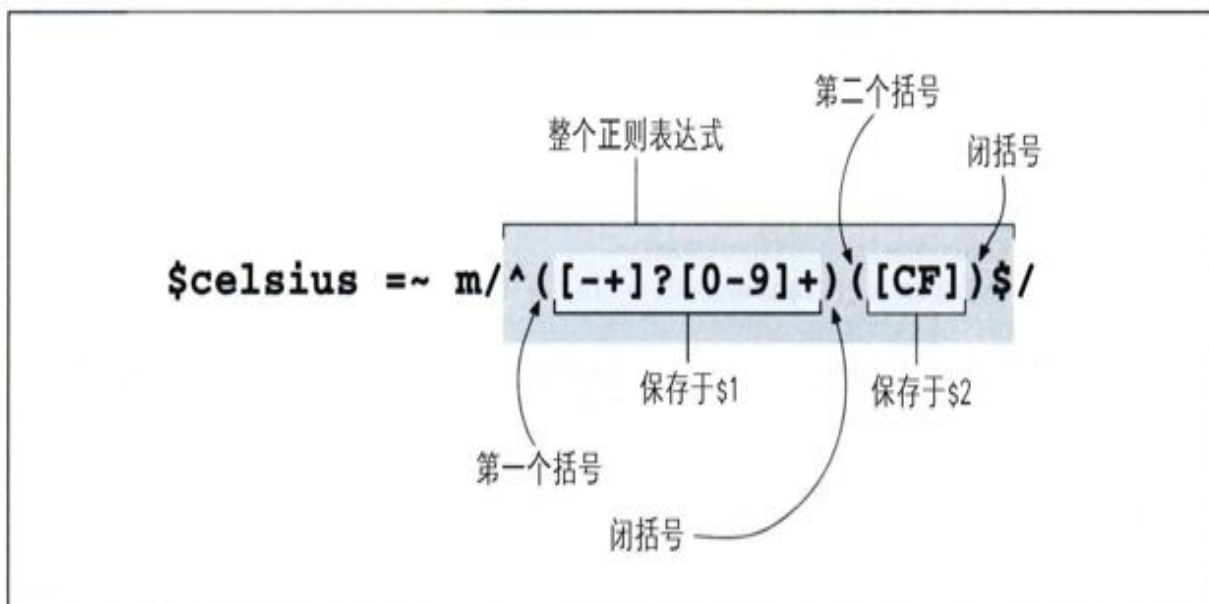 第二个括号
整个正则表达式
闭括号
$celsius =~ m/^([-+]?[0-9]+)([CF])$/
保存于$1
保存于$2
第一个括号
闭括号